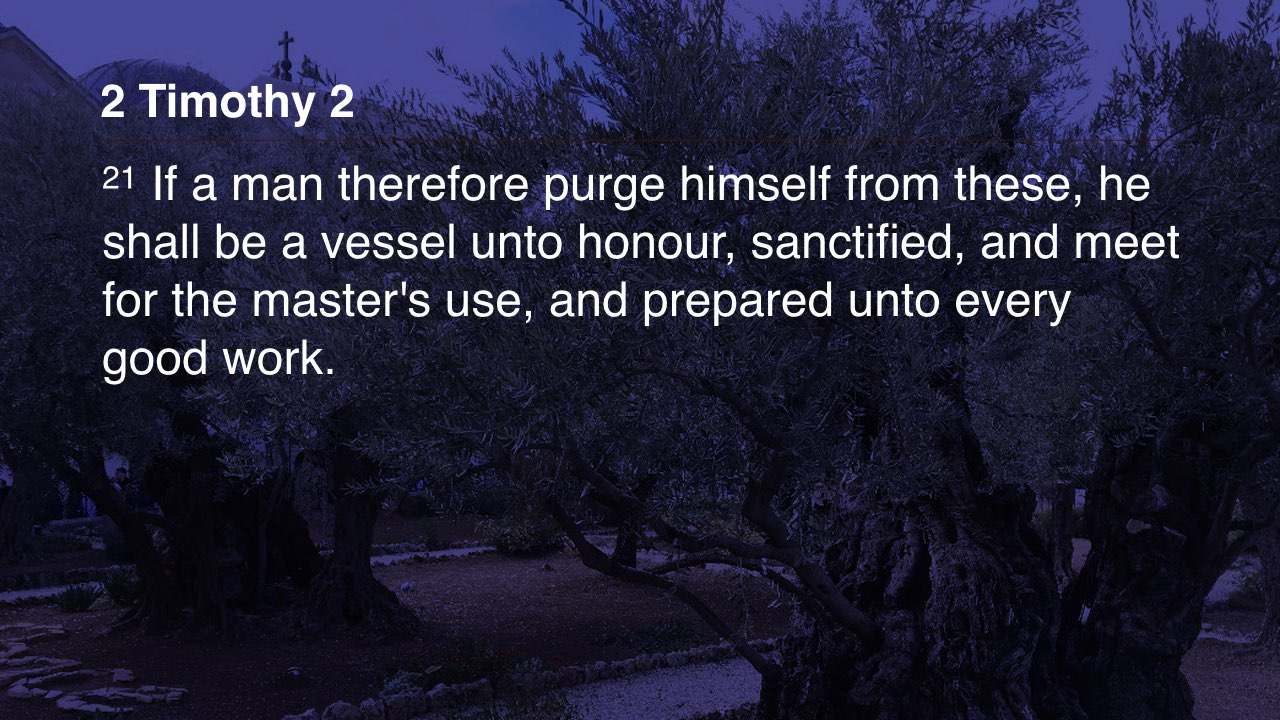 2 Timothy 2
21 If a man therefore purge himself from these, he
shall be a vessel unto honour, sanctified, and meet
for the master's use, and prepared unto every
good work.